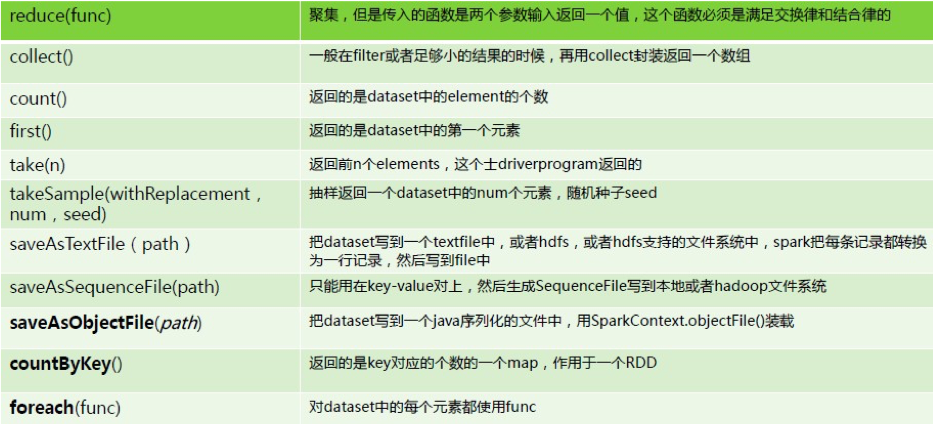 reduce(func)
聚集，但是传入的函数是两个参数输入返回一个值，这个函数必须是满足交换律和结合律的
collect()
一般在filter或者足够小的结果的时候，再用collect封装返回一个数组
count()
返回的是dataset中的element的个数
first()
返回的是dataset中的第一个元素
take(n)
返回前n个elements，这个士driverprogram返回的
takeSample(withReplacement，
num，seed)
抽样返回一个dataset中的num个元素，随机种子seed
saveAsTextFile（path）
把dataset写到一个textfile中，或者hdfs，或者hdfs支持的文件系统中，spark把每条记录都转换
为一行记录，然后写到file中
saveAsSequenceFile(path)
只能用在key-value对上，然后生成SequenceFile写到本地或者hadoop文件系统
saveAsObjectFile(path)
把dataset写到一个java序列化的文件中，用SparkContext.objectFile()装载
countByKey()
返回的是key对应的个数的一个map，作用于一个RDD
foreach(func)
对dataset中的每个元素都使用func